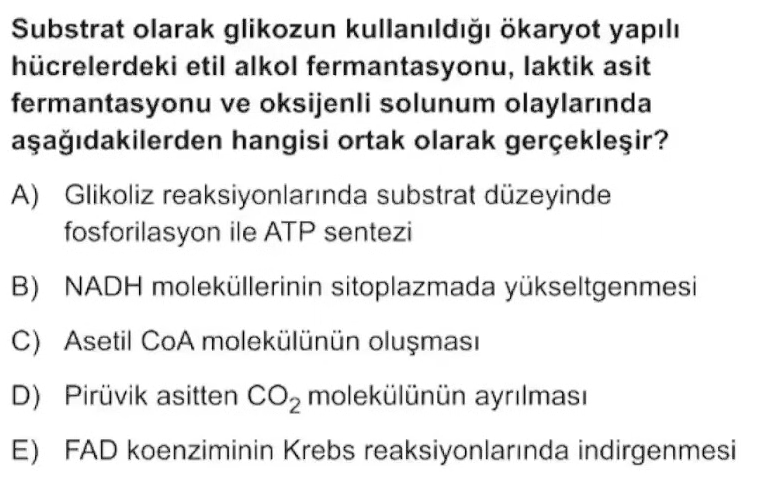 Substrat olarak glikozun kullanıldığı ökaryot yapılı
hücrelerdeki etil alkol fermantasyonu, laktik asit
fermantasyonu ve oksijenli solunum olaylarında
aşağıdakilerden hangisi ortak olarak gerçekleşir?
A) Glikoliz reaksiyonlarında substrat düzeyinde
fosforilasyon ile ATP sentezi
B) NADH moleküllerinin sitoplazmada yükseltgenmesi
C) Asetil CoA molekülünün oluşması
D) Pirüvik asitten CO₂ molekülünün ayrılması
E) FAD koenziminin Krebs reaksiyonlarında indirgenmesi